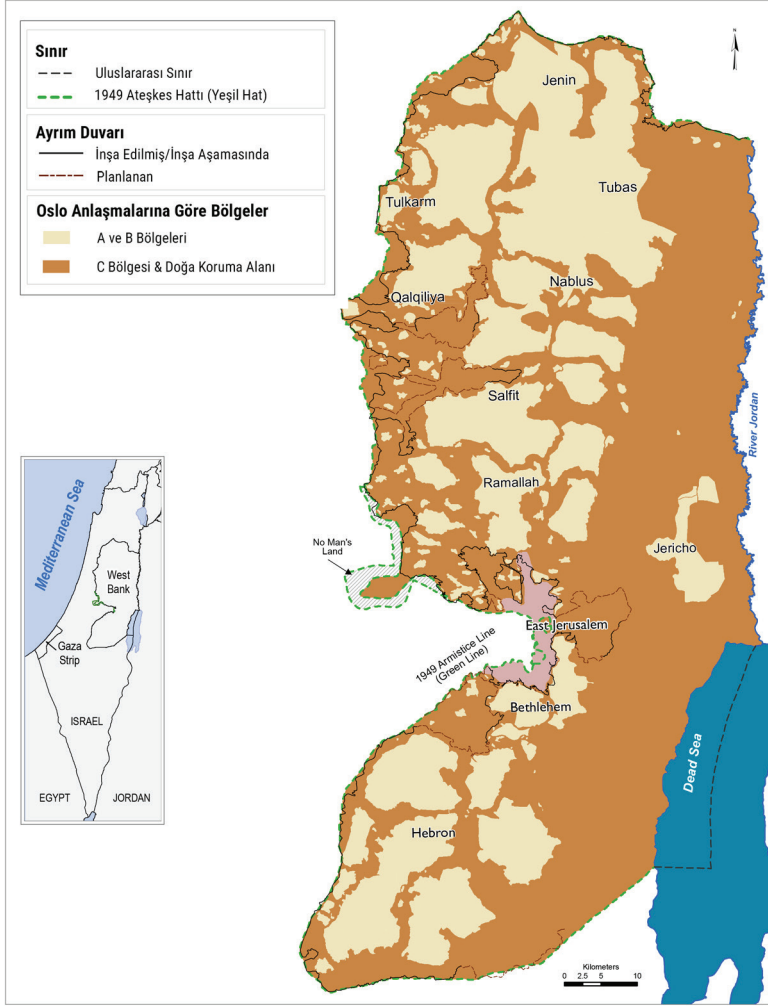 Sınır
Uluslararası Sınır
1949 Ateşkes Hattı (Yeşil Hat)
Ayrım Duvarı
İnşa Edilmiş/İnşa Aşamasında
Planlanan
Oslo Anlaşmalarına Göre Bölgeler
A ve B Bölgeleri
C Bölgesi & Doğa Koruma Alanı
N
Jenin
Tubas
Tulkarm
Nablus
Qalqiliya
Salfit
River Jordan
Ramallah
No Man's
Land
Jericho
East Jerusalem
1949 Armistice Line
(Green Line)
Bethlehem
Dead Sea
Hebron
Mediterranean Sea
West
Bank
Gaza
Strip
ISRAEL
EGYPT
JORDAN
Kilometers
0 2.5 5 10